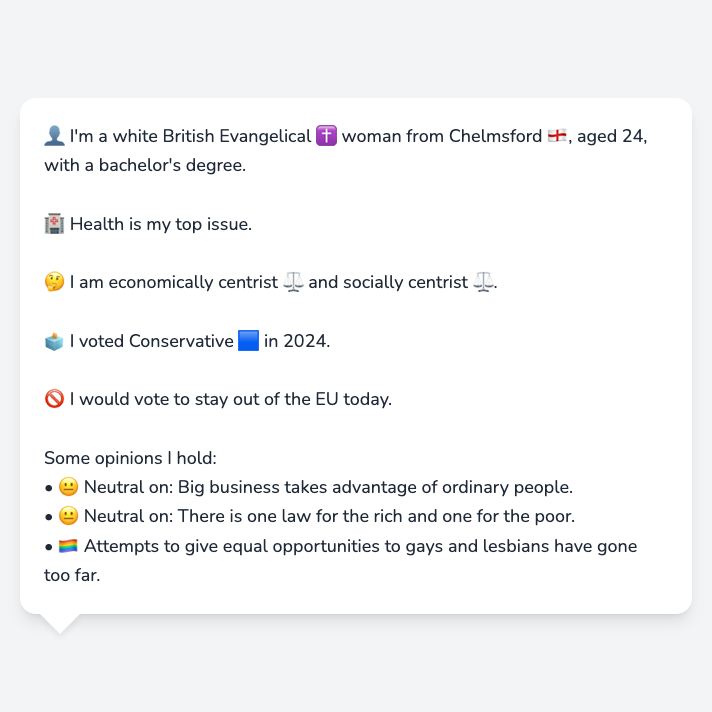 👤 I'm a white British Evangelical ✝️ woman from Chelmsford 🏴󠁧󠁢󠁥󠁮󠁧󠁿, aged 24,
with a bachelor's degree.
🏥 Health is my top issue.
🤔 I am economically centrist ⚖️ and socially centrist ⚖️.
🗳️ I voted Conservative 🟦 in 2024.
🚫 I would vote to stay out of the EU today.
Some opinions I hold:
• 😐 Neutral on: Big business takes advantage of ordinary people.
• 😐 Neutral on: There is one law for the rich and one for the poor.
• 🏳️‍🌈 Attempts to give equal opportunities to gays and lesbians have gone
too far.